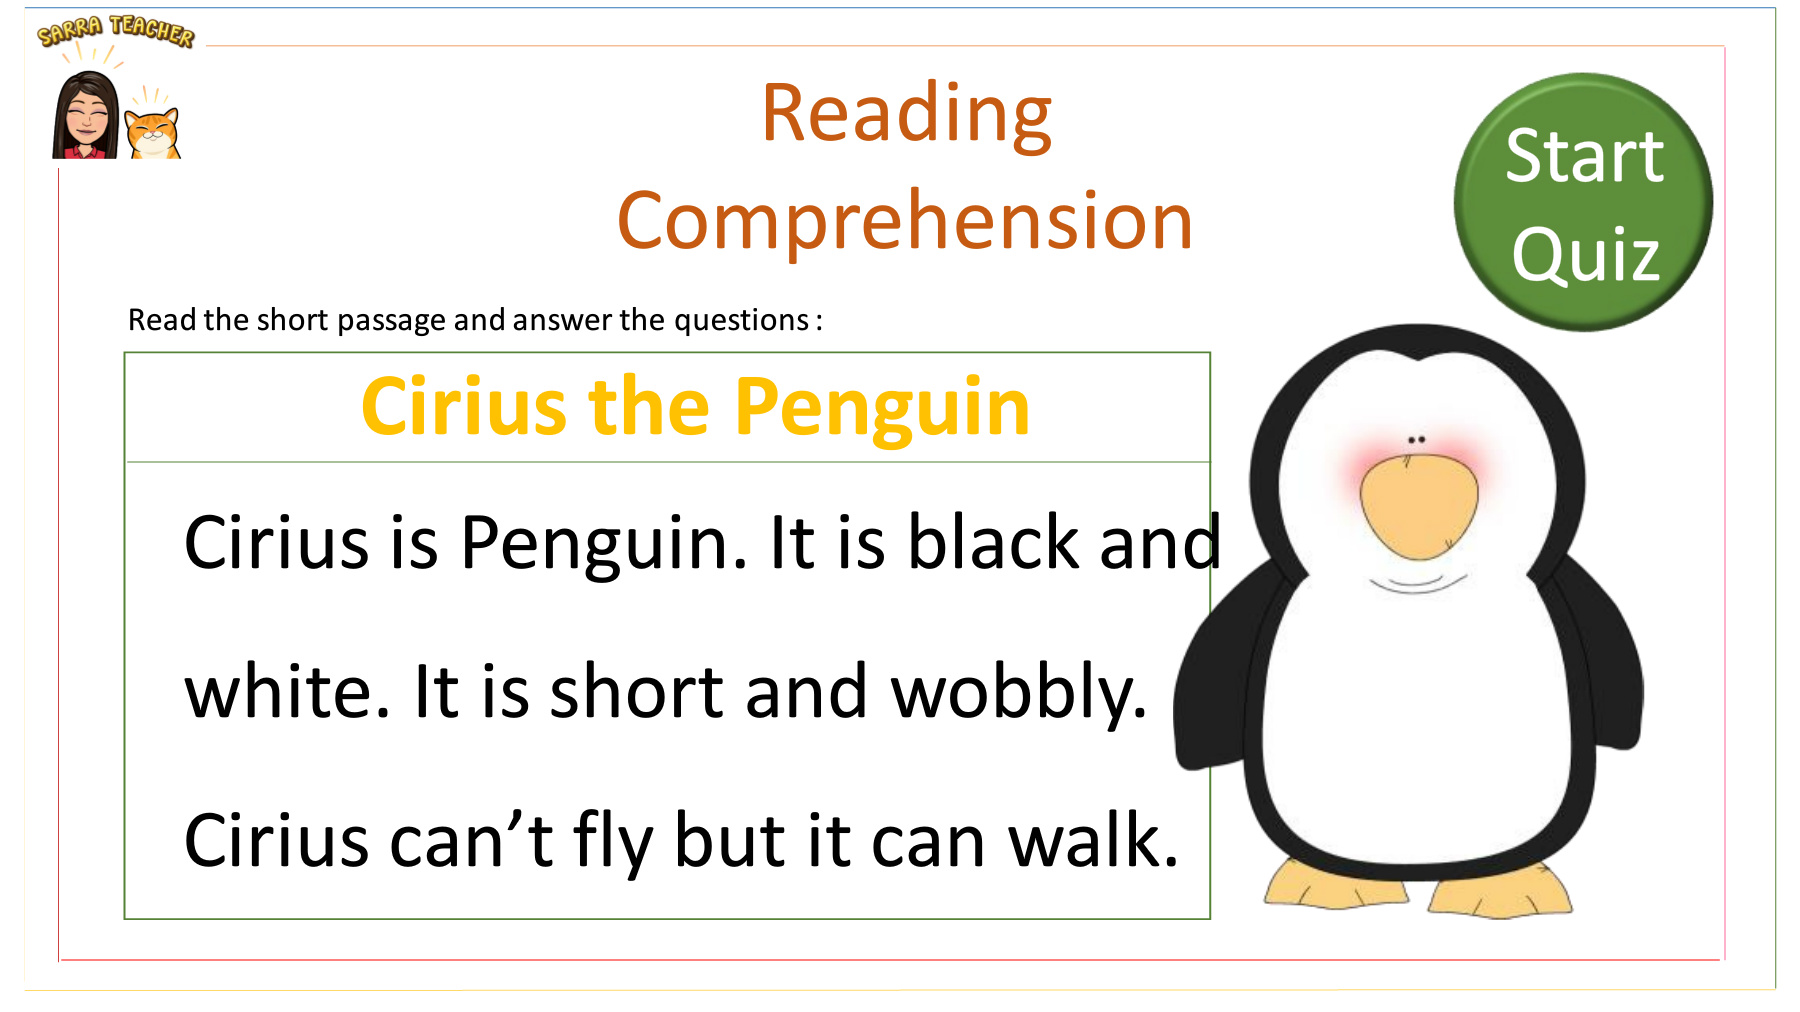 SARRA TEACHER
Reading
Comprehension
Start
Quiz
Read the short passage and answer the questions :
Cirius the Penguin
Cirius is Penguin. It is black and
white. It is short and wobbly.
Cirius can’t fly but it can walk.